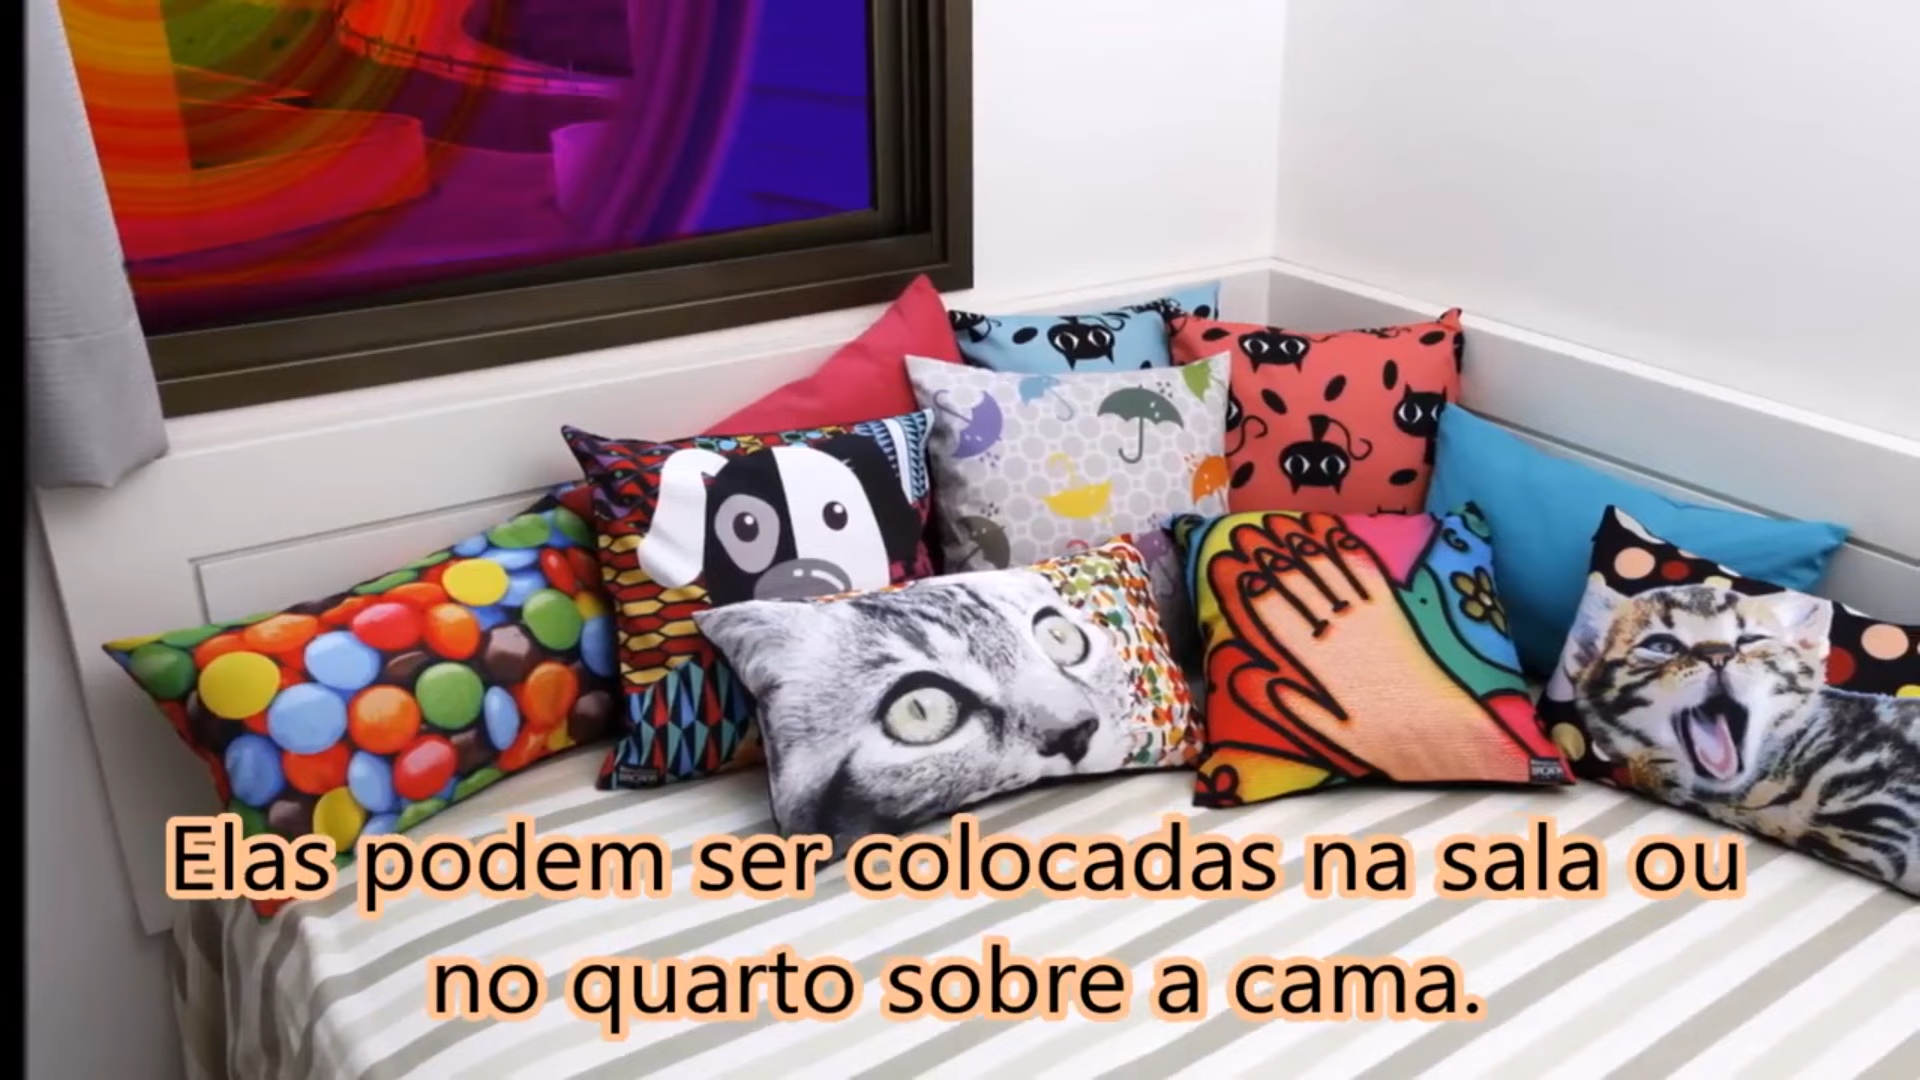 Elas podem ser colocadas na sala ou
no quarto sobre a cama.